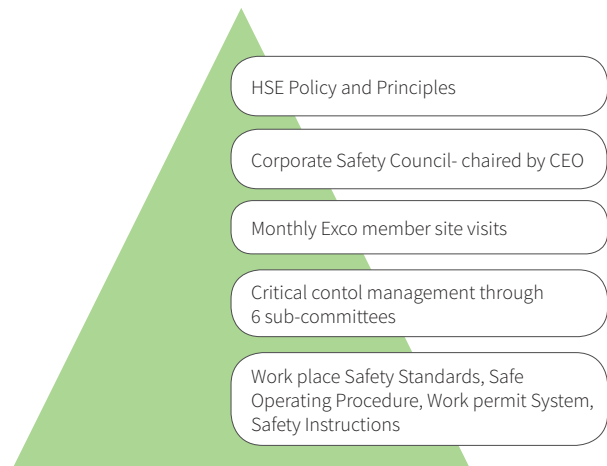 HSE Policy and Principles
Corporate Safety Council- chaired by CEO
Monthly Exco member site visits
Critical contol management through
6 sub-committees
Work place Safety Standards, Safe
Operating Procedure, Work permit System,
Safety Instructions